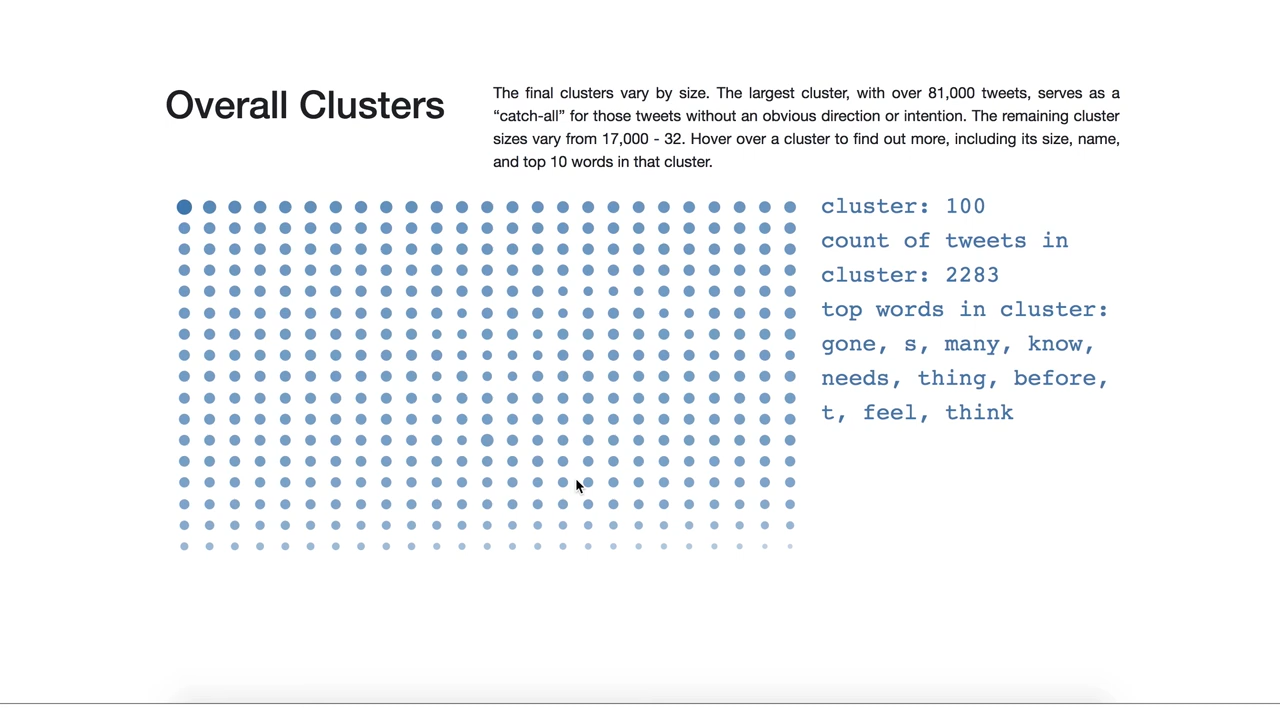 Overall Clusters
The final clusters vary by size. The largest cluster, with over 81,000 tweets, serves as a
“catch-all” for those tweets without an obvious direction or intention. The remaining cluster
sizes vary from 17,000 - 32. Hover over a cluster to find out more, including its size, name,
and top 10 words in that cluster.
cluster: 100
count of tweets in
cluster: 2283
top words in cluster:
gone, s, many, know,
needs, thing, before,
t, feel, think